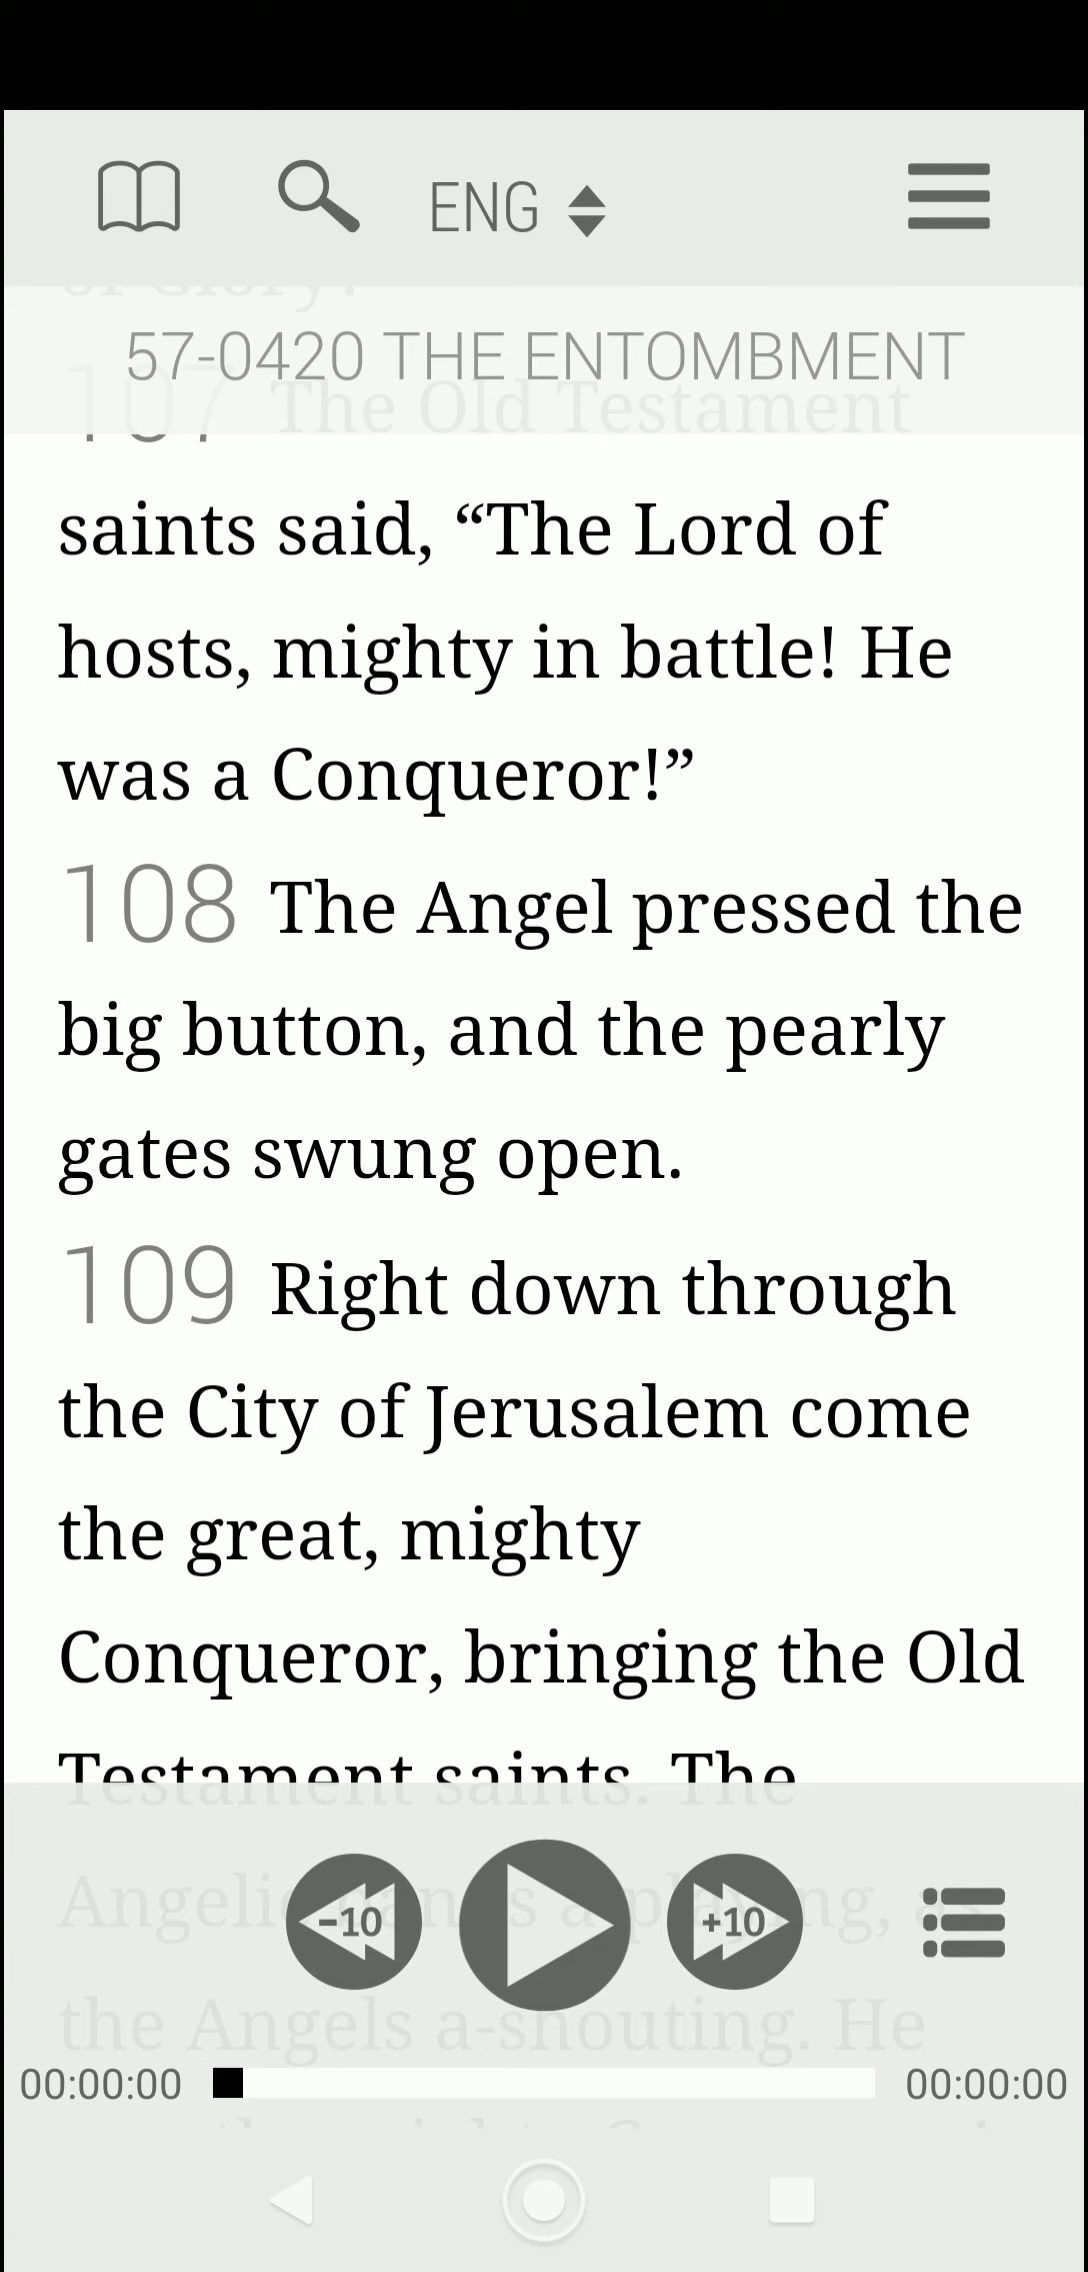 ENG
of Glory?
57-0420 THE ENTOMBMENT
107 The Old Testament
saints said, “The Lord of
hosts, mighty in battle! He
was a Conqueror!”
108 The Angel pressed the
big button, and the pearly
gates swung open.
109 Right down through
the City of Jerusalem come
the great, mighty
Conqueror, bringing the Old
Testament saints. The
-10
+10
the Angels a-shouting. He
00:00:00 00:00:00